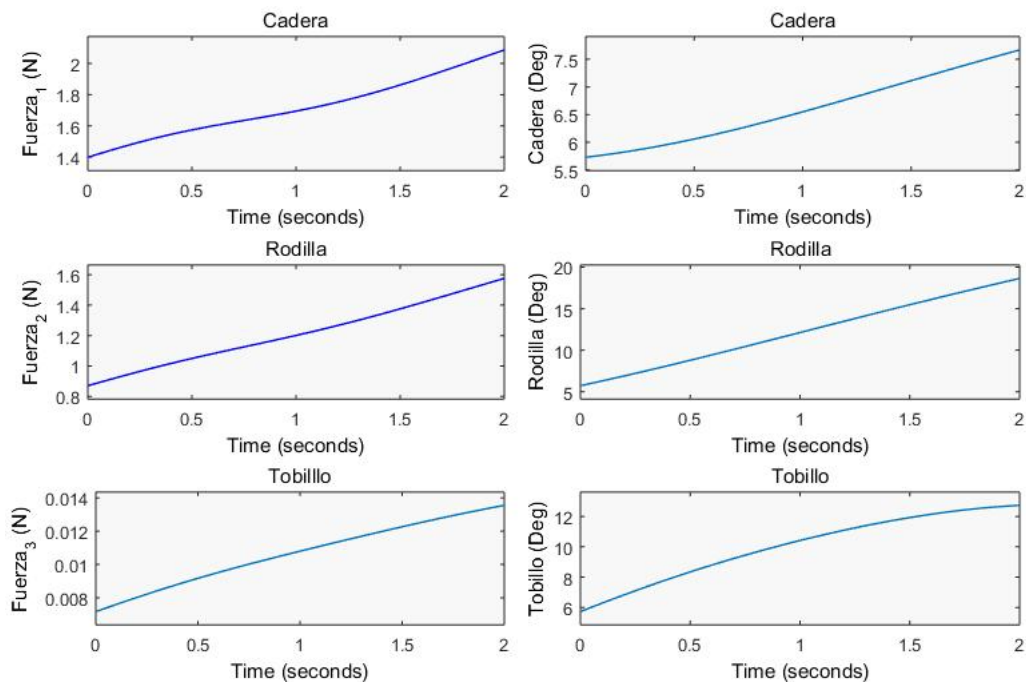 Cadera
Fuerza1 (N)
2
1.8
1.6
1.4
0 0.5 1 1.5 2
Time (seconds)
Cadera
Cadera (Deg)
7.5
7
6.5
6
5.5
0 0.5 1 1.5 2
Time (seconds)
Rodilla
Fuerza2 (N)
1.6
1.4
1.2
1
0.8
0 0.5 1 1.5 2
Time (seconds)
Rodilla
Rodilla (Deg)
20
15
10
5
0 0.5 1 1.5 2
Time (seconds)
Tobilllo
Fuerza3 (N)
0.014
0.012
0.01
0.008
0 0.5 1 1.5 2
Time (seconds)
Tobillo
Tobillo (Deg)
12
10
8
6
0 0.5 1 1.5 2
Time (seconds)